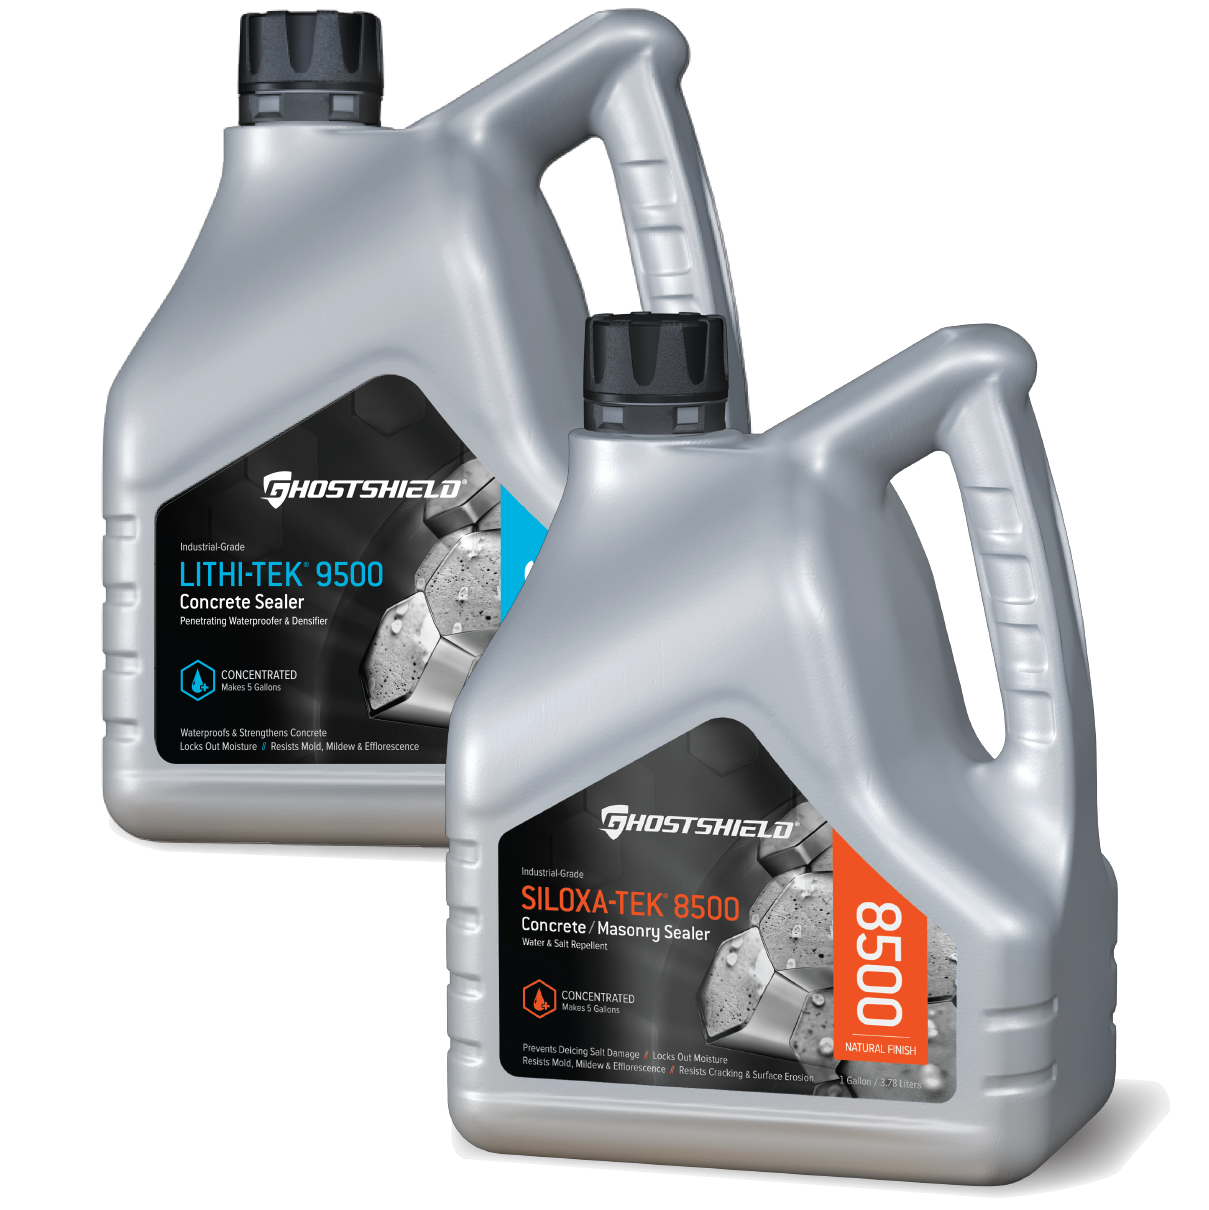 GHOSTSHIELD®
Industrial-Grade
LITHI-TEK® 9500
Concrete Sealer
Penetrating Waterproofer & Densifier
CONCENTRATED
Makes 5 Gallons
Waterproofs & Strengthens Concrete
Locks Out Moisture // Resists Mold, Mildew & Efflorescence
GHOSTSHIELD®
Industrial-Grade
SILOXA-TEK® 8500
Concrete / Masonry Sealer
Water & Salt Repellent
CONCENTRATED
Makes 5 Gallons
Prevents Deicing Salt Damage // Locks Out Moisture
Resists Mold, Mildew & Efflorescence // Resists Cracking & Surface Erosion
8500
NATURAL FINISH
1 Gallon / 3.78 Liters